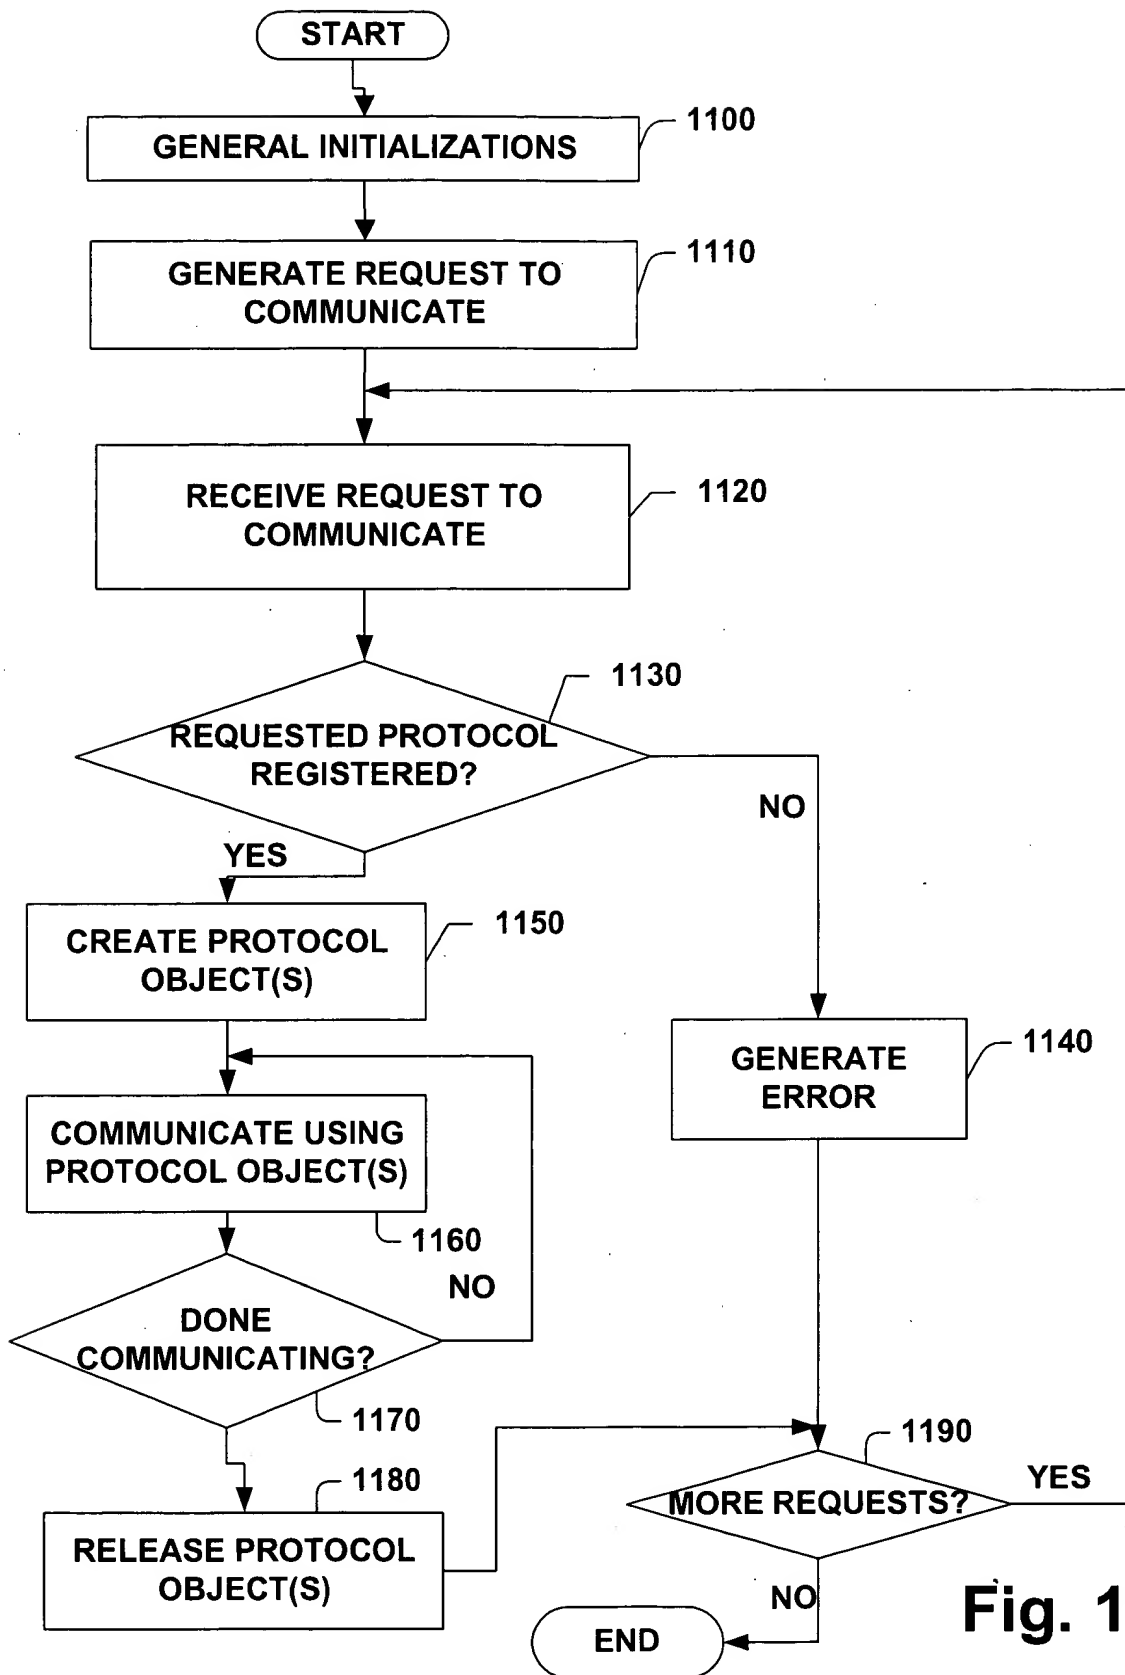 START
GENERAL INITIALIZATIONS
1100
GENERATE REQUEST TO
COMMUNICATE
1110
RECEIVE REQUEST TO
COMMUNICATE
1120
REQUESTED PROTOCOL
REGISTERED?
1130
NO
YES
CREATE PROTOCOL
OBJECT(S)
1150
GENERATE
ERROR
1140
COMMUNICATE USING
PROTOCOL OBJECT(S)
1160
NO
DONE
COMMUNICATING?
1170
1190
MORE REQUESTS?
YES
1180
RELEASE PROTOCOL
OBJECT(S)
NO
END
Fig. 1